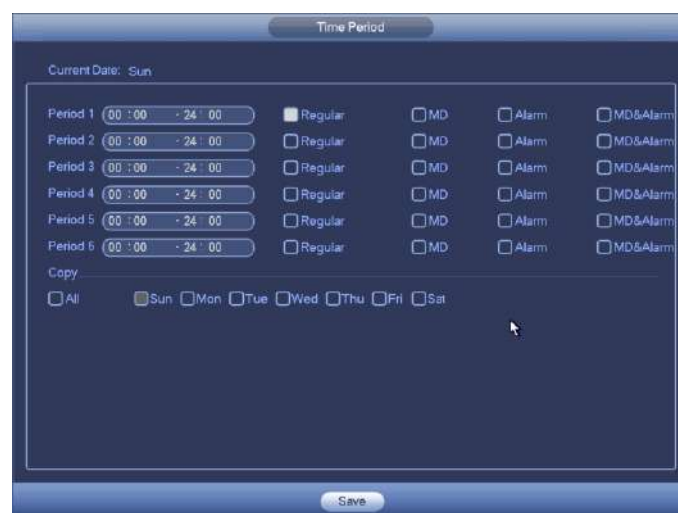 Time Period
Current Date: Sun
Period 1 00 : 00 - 24 : 00 Regular MD Alarm MD&Alarm
Period 2 00 : 00 - 24 : 00 Regular MD Alarm MD&Alarm
Period 3 00 : 00 - 24 : 00 Regular MD Alarm MD&Alarm
Period 4 00 : 00 - 24 : 00 Regular MD Alarm MD&Alarm
Period 5 00 : 00 - 24 : 00 Regular MD Alarm MD&Alarm
Period 6 00 : 00 - 24 : 00 Regular MD Alarm MD&Alarm
Copy
All Sun Mon Tue Wed Thu Fri Sat
Save